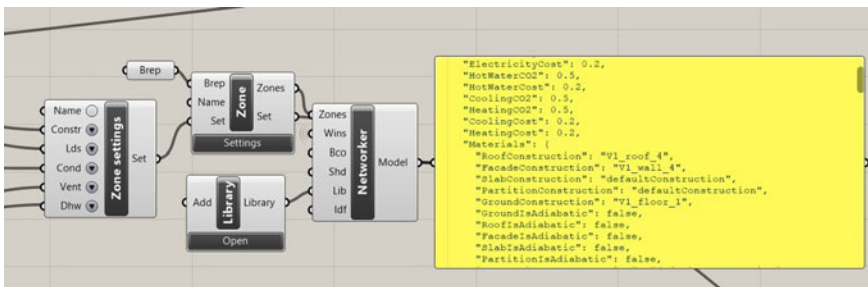 Brep
Name
Constr
Lds
Cond
Vent
Dhw
Zone settings
Set
Brep
Name
Set
Zone
Zones
Set
Settings
Add
Library
Library
Open
Zones
Wins
Bco
Shd
Lib
Idf
Networker
Model
"ElectricityCost": 0.2,
"HotWaterCO2": 0.5,
"HotWaterCost": 0.2,
"CoolingCO2": 0.5,
"HeatingCO2": 0.5,
"CoolingCost": 0.2,
"HeatingCost": 0.2,
"Materials": {
"RoofConstruction": "V1_roof_4",
"FacadeConstruction": "V1_wall_4",
"SlabConstruction": "defaultConstruction",
"PartitionConstruction": "defaultConstruction",
"GroundConstruction": "V1_floor_1",
"GroundIsAdiabatic": false,
"RoofIsAdiabatic": false,
"FacadeIsAdiabatic": false,
"SlabIsAdiabatic": false,
"PartitionIsAdiabatic": false,